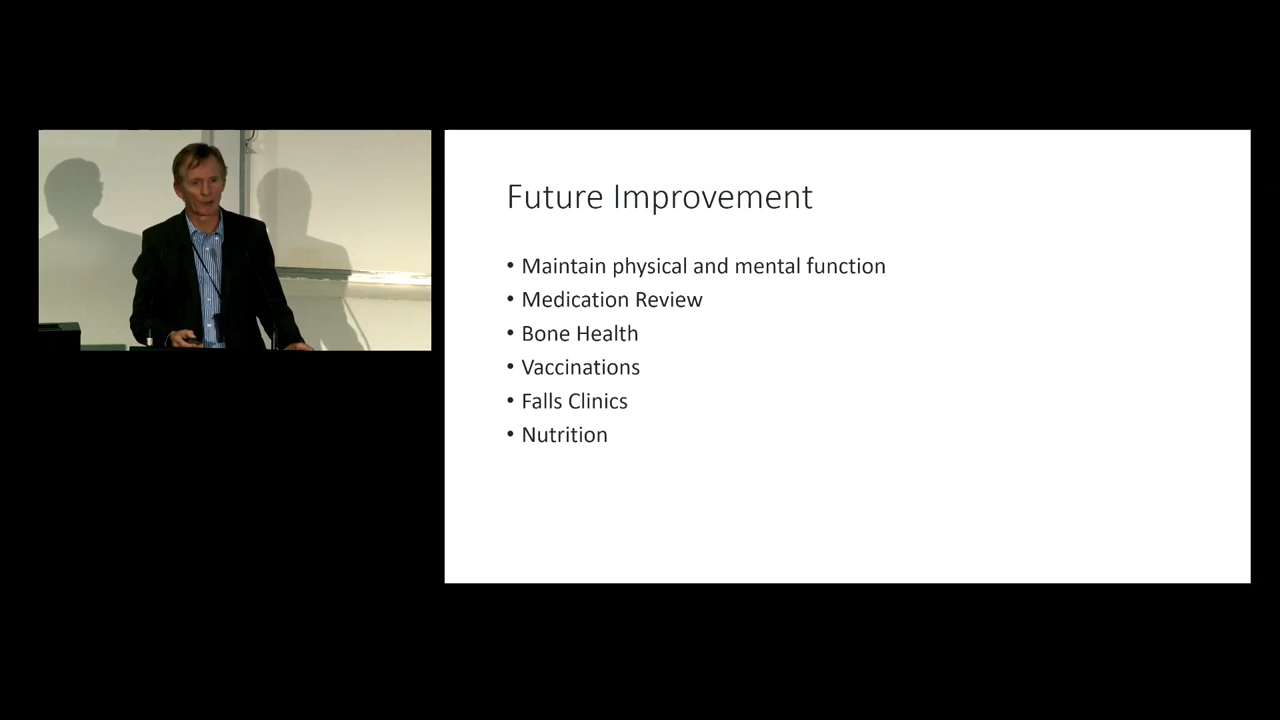 Future Improvement
• Maintain physical and mental function
• Medication Review
• Bone Health
• Vaccinations
• Falls Clinics
• Nutrition